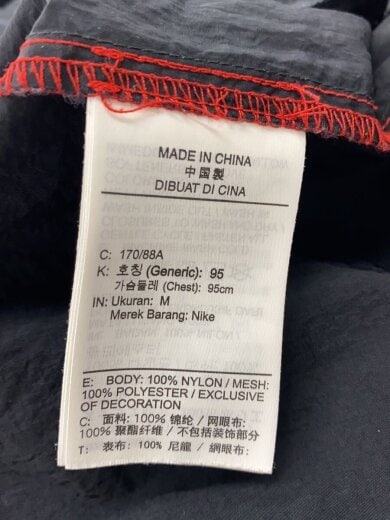 MADE IN CHINA
中国製
DIBUAT DI CINA
C: 170/88A
K: 호칭 (Generic): 95
가슴둘레 (Chest): 95cm
IN: Ukuran: M
Merek Barang: Nike
E: BODY: 100% NYLON / MESH:
100% POLYESTER / EXCLUSIVE
OF DECORATION
C: 面料: 100% 锦纶 / 网眼布:
100% 聚酯纤维 / 不包括装饰部分
T: 表布: 100% 尼龍 / 網眼布: